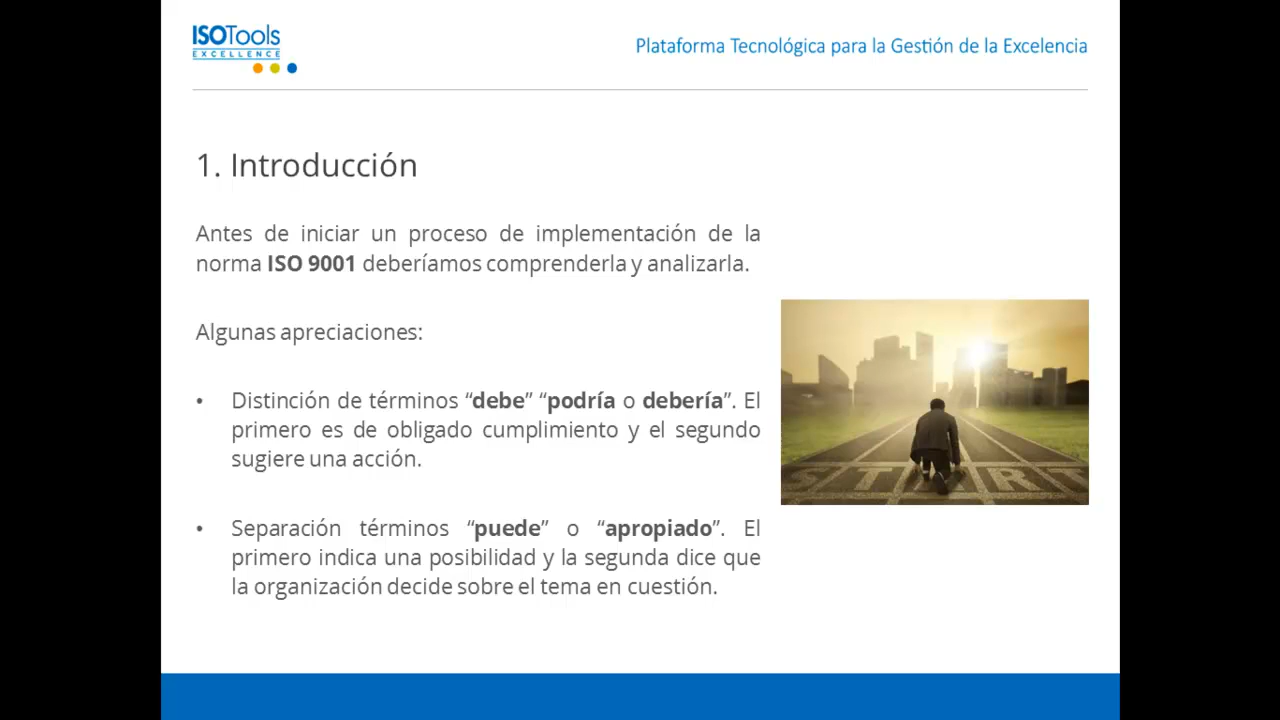 ISOTools
EXCELLENCE
Plataforma Tecnológica para la Gestión de la Excelencia
1. Introducción
Antes de iniciar un proceso de implementación de la
norma ISO 9001 deberíamos comprenderla y analizarla.
Algunas apreciaciones:
• Distinción de términos “debe” “podría o debería”. El
primero es de obligado cumplimiento y el segundo
sugiere una acción.
• Separación términos “puede” o “apropiado”. El
primero indica una posibilidad y la segunda dice que
la organización decide sobre el tema en cuestión.
START